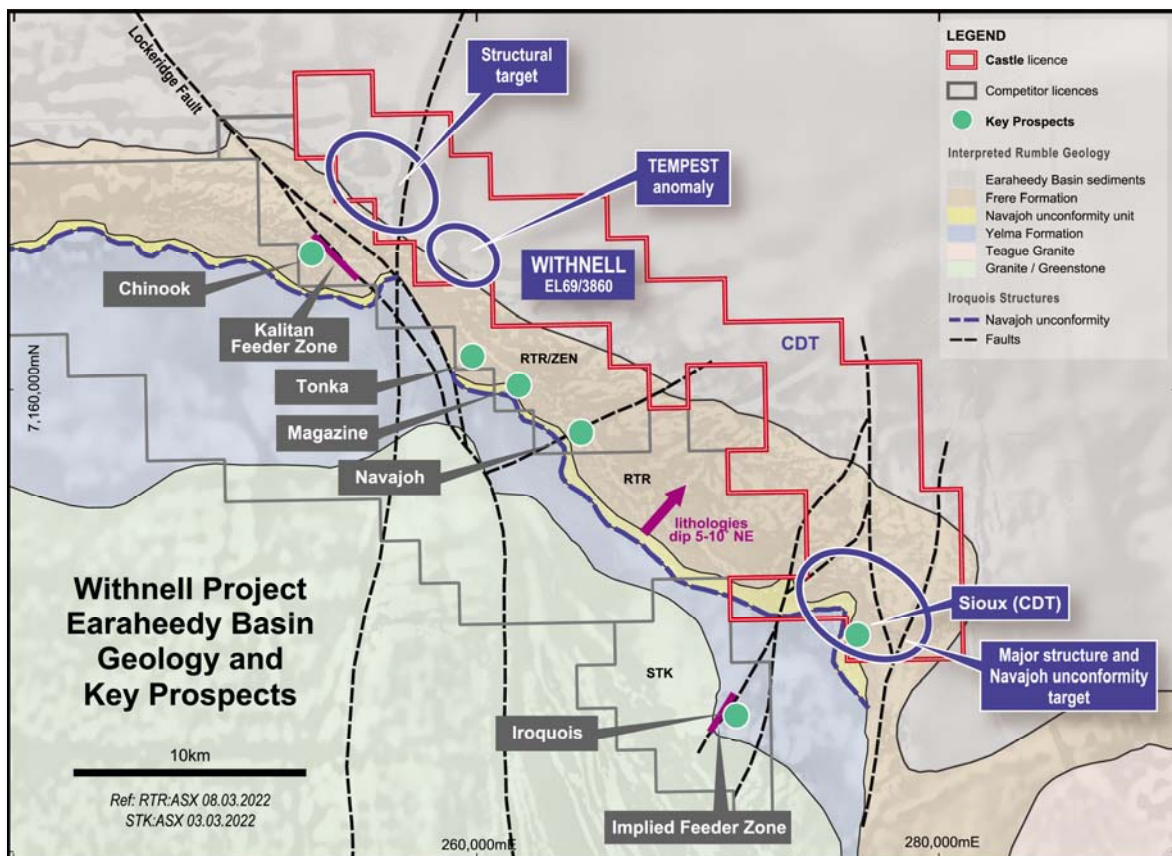 Lockeridge Fault
Structural
target
TEMPEST
anomaly
WITHNELL
EL69/3860
CDT
LEGEND
Castle licence
Competitor licences
Key Prospects
Interpreted Rumble Geology
Earaheedy Basin sediments
Frere Formation
Navajoh unconformity unit
Yelma Formation
Teague Granite
Granite / Greenstone
Iroquois Structures
Navajoh unconformity
Faults
Chinook
Kalitan
Feeder Zone
7,160,000mN
RTR/ZEN
Tonka
Magazine
Navajoh
RTR
lithologies
dip 5-10° NE
Withnell Project
Earaheedy Basin
Geology and
Key Prospects
Sioux (CDT)
Major structure and
Navajoh unconformity
target
STK
Iroquois
Implied Feeder Zone
10km
Ref: RTR:ASX 08.03.2022
STK:ASX 03.03.2022
260,000mE
280,000mE